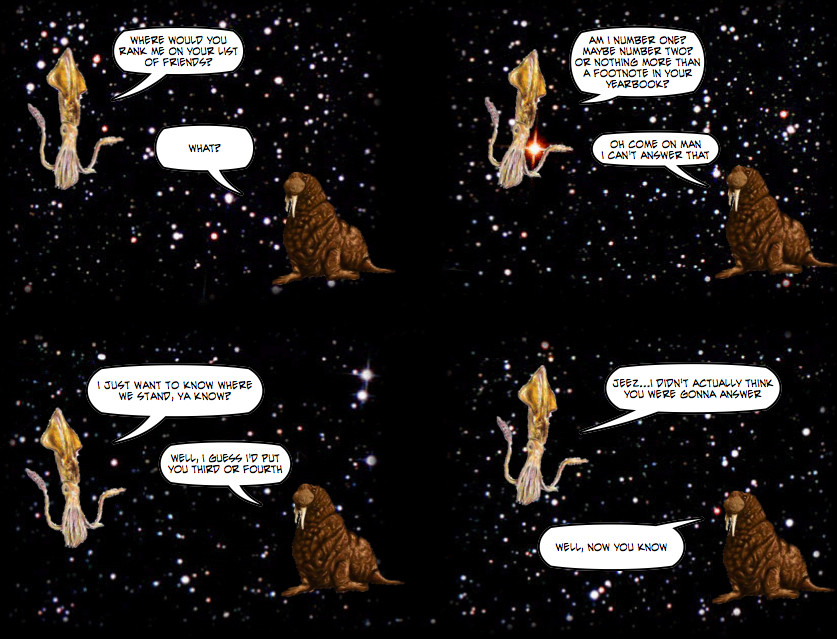 WHERE WOULD YOU
RANK ME ON YOUR LIST
OF FRIENDS?
WHAT?
AM I NUMBER ONE?
MAYBE NUMBER TWO?
OR NOTHING MORE THAN
A FOOTNOTE IN YOUR
YEARBOOK?
OH COME ON MAN
I CAN'T ANSWER THAT
I JUST WANT TO KNOW WHERE
WE STAND, YA KNOW?
WELL, I GUESS I'D PUT
YOU THIRD OR FOURTH
JEEZ...I DIDN'T ACTUALLY THINK
YOU WERE GONNA ANSWER
WELL, NOW YOU KNOW